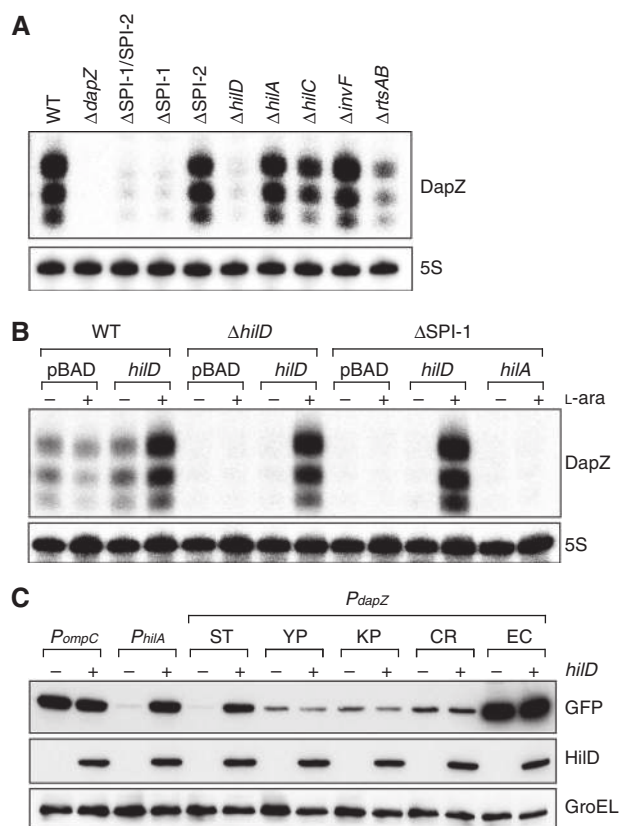 A
WT
ΔdapZ
ΔSPI-1/SPI-2
ΔSPI-1
ΔSPI-2
ΔhilD
ΔhilA
ΔhilC
ΔinvF
ΔrtsAB
DapZ
5S
B
WT ΔhilD ΔSPI-1
pBAD hilD pBAD hilD pBAD hilD hilA
– + – + – + – + – + – + – + L-ara
DapZ
5S
C
PdapZ
PompC PhilA ST YP KP CR EC
– + – + – + – + – + – + – + hilD
GFP
HilD
GroEL